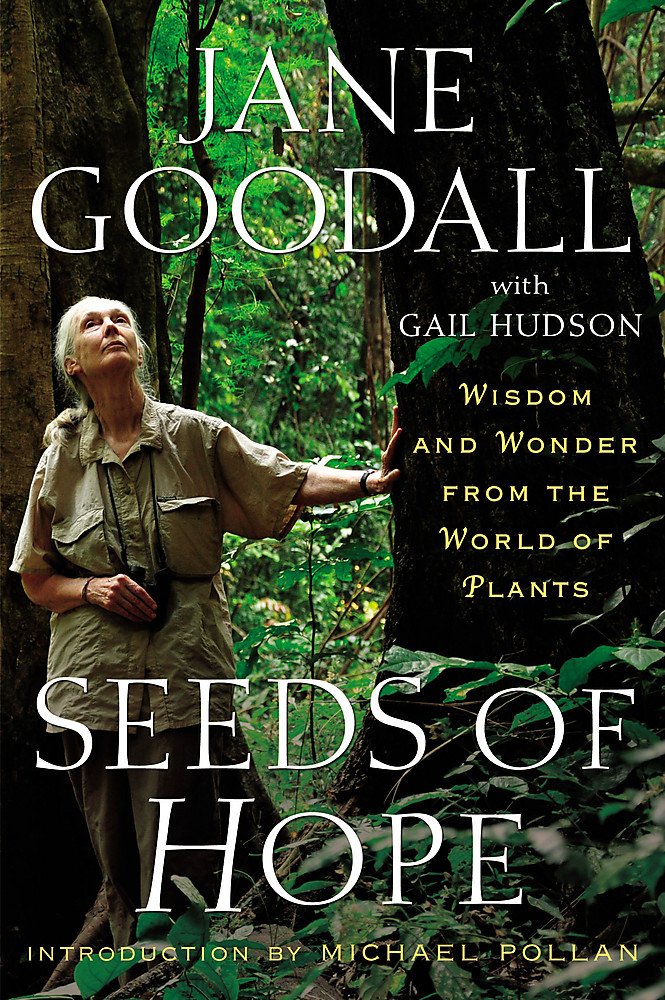 JANE
GOODALL
with
GAIL HUDSON
WISDOM
AND WONDER
FROM THE
WORLD OF
PLANTS
SEEDS OF
HOPE
INTRODUCTION BY MICHAEL POLLAN